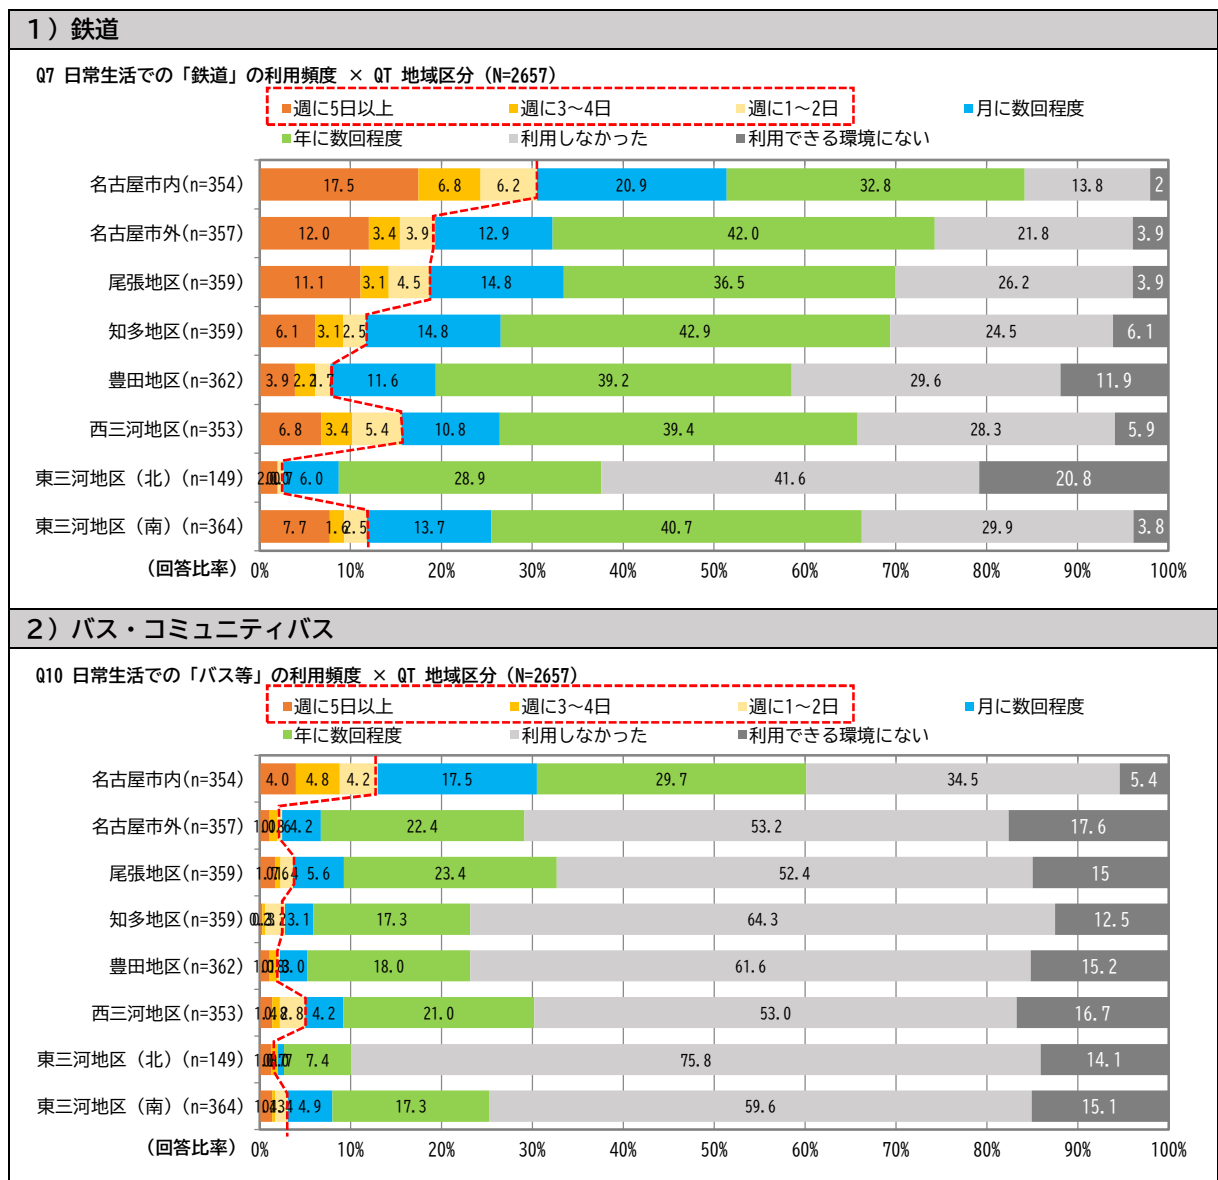 1）鉄道
Q7 日常生活での「鉄道」の利用頻度 × QT 地域区分（N=2657）
■週に5日以上 ■週に3～4日 ■週に1～2日 ■月に数回程度
■年に数回程度 ■利用しなかった ■利用できる環境にない
名古屋市内(n=354) 17.5 6.8 6.2 20.9 32.8 13.8 2
名古屋市外(n=357) 12.0 3.4 3.9 12.9 42.0 21.8 3.9
尾張地区(n=359) 11.1 3.1 4.5 14.8 36.5 26.2 3.9
知多地区(n=359) 6.1 3.1 2.5 14.8 42.9 24.5 6.1
豊田地区(n=362) 3.9 2.2 1.7 11.6 39.2 29.6 11.9
西三河地区(n=353) 6.8 3.4 5.4 10.8 39.4 28.3 5.9
東三河地区（北）(n=149) 6.0 28.9 41.6 20.8
東三河地区（南）(n=364) 7.7 1.6 2.5 13.7 40.7 29.9 3.8
（回答比率） 0% 10% 20% 30% 40% 50% 60% 70% 80% 90% 100%
2）バス・コミュニティバス
Q10 日常生活での「バス等」の利用頻度 × QT 地域区分（N=2657）
■週に5日以上 ■週に3～4日 ■週に1～2日 ■月に数回程度
■年に数回程度 ■利用しなかった ■利用できる環境にない
名古屋市内(n=354) 4.0 4.8 4.2 17.5 29.7 34.5 5.4
名古屋市外(n=357) 4.2 22.4 53.2 17.6
尾張地区(n=359) 5.6 23.4 52.4 15
知多地区(n=359) 3.1 17.3 64.3 12.5
豊田地区(n=362) 3.0 18.0 61.6 15.2
西三河地区(n=353) 2.8 4.2 21.0 53.0 16.7
東三河地区（北）(n=149) 7.4 75.8 14.1
東三河地区（南）(n=364) 4.9 17.3 59.6 15.1
（回答比率） 0% 10% 20% 30% 40% 50% 60% 70% 80% 90% 100%